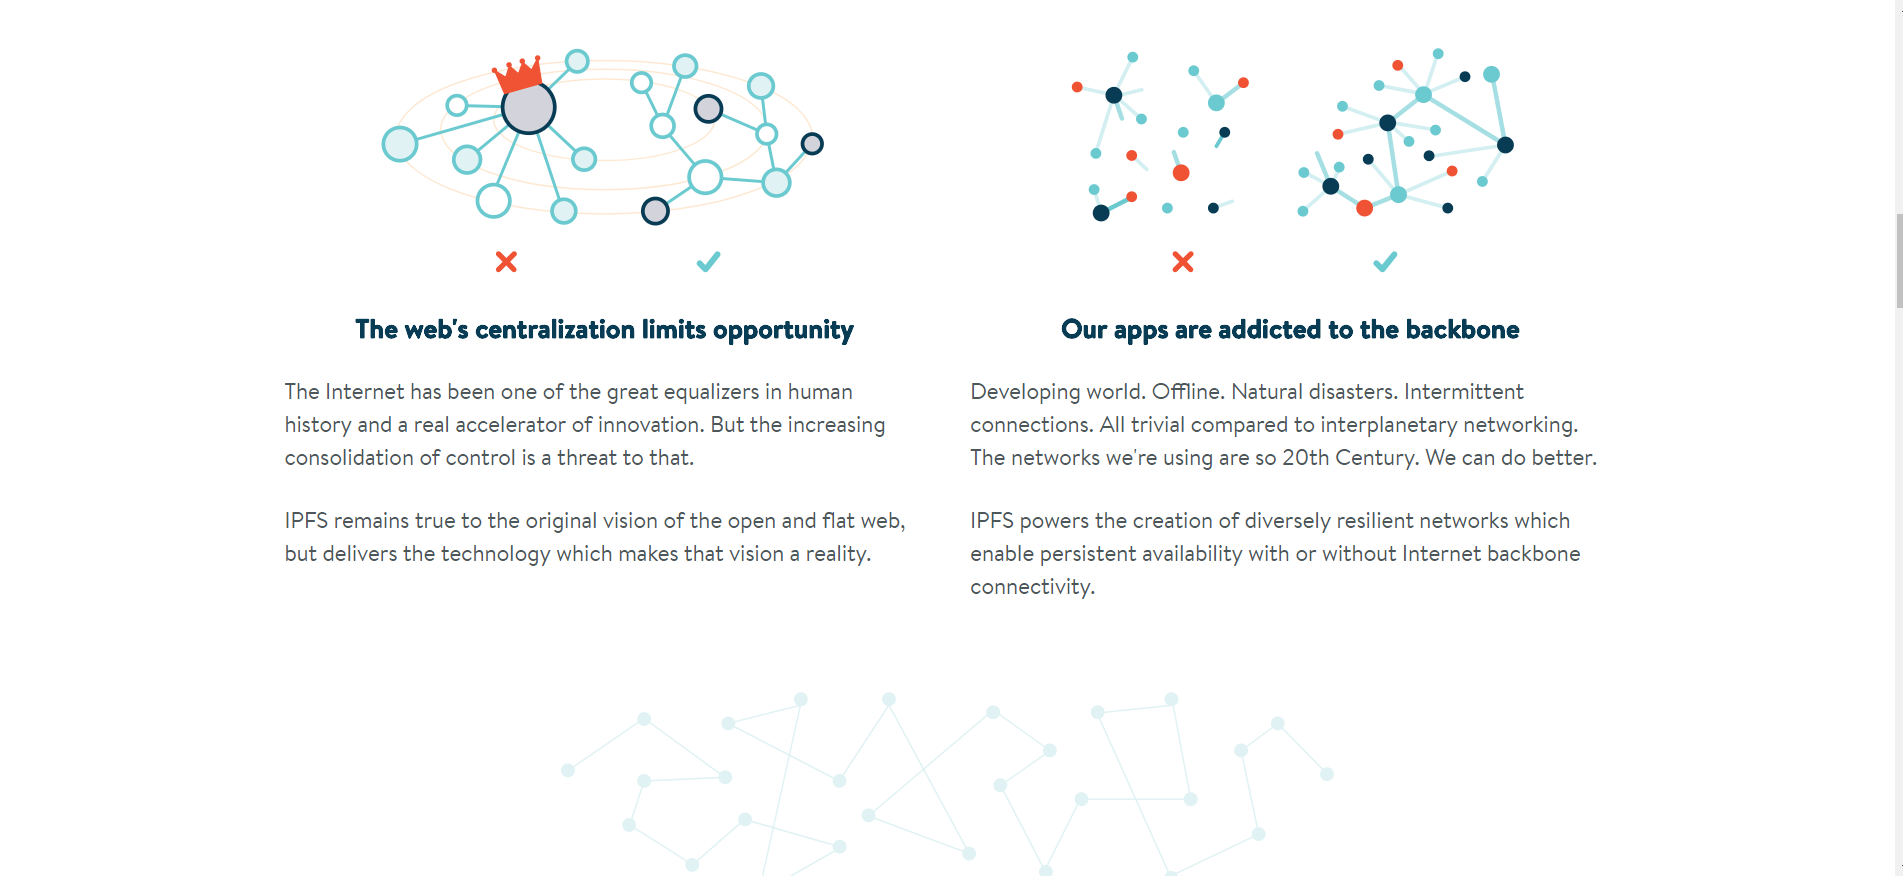 The web's centralization limits opportunity
The Internet has been one of the great equalizers in human
history and a real accelerator of innovation. But the increasing
consolidation of control is a threat to that.
IPFS remains true to the original vision of the open and flat web,
but delivers the technology which makes that vision a reality.
Our apps are addicted to the backbone
Developing world. Offline. Natural disasters. Intermittent
connections. All trivial compared to interplanetary networking.
The networks we're using are so 20th Century. We can do better.
IPFS powers the creation of diversely resilient networks which
enable persistent availability with or without Internet backbone
connectivity.